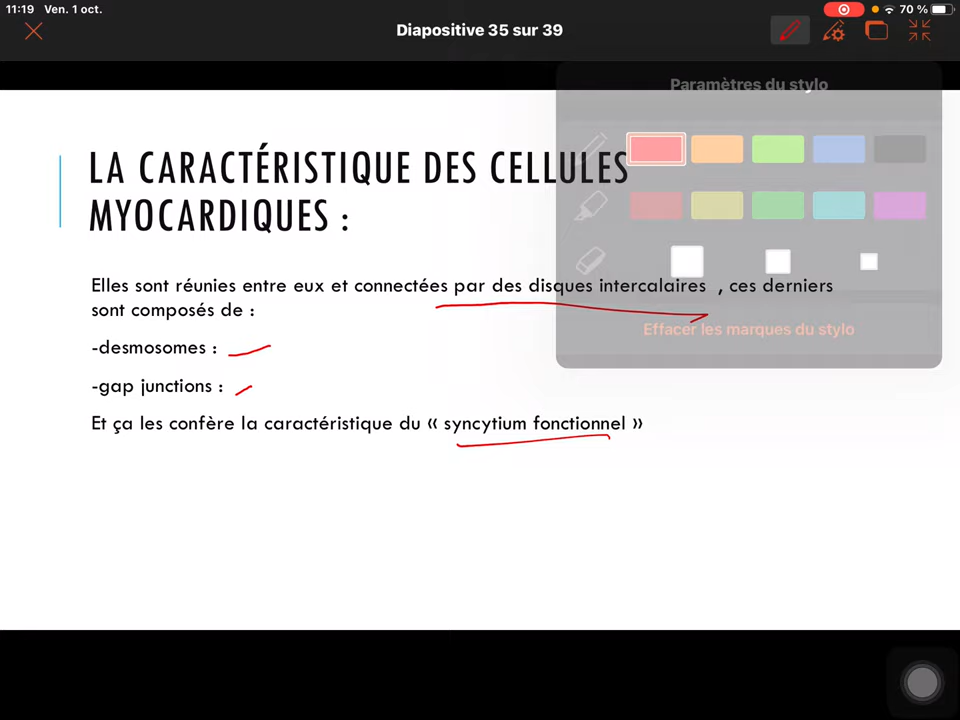 11:19 Ven. 1 oct.
70 %
Diapositive 35 sur 39
Paramètres du stylo
LA CARACTÉRISTIQUE DES CELLULES
MYOCARDIQUES :
Elles sont réunies entre eux et connectées par des disques intercalaires , ces derniers
sont composés de :
Effacer les marques du stylo
-desmosomes :
-gap junctions :
Et ça les confère la caractéristique du « syncytium fonctionnel »